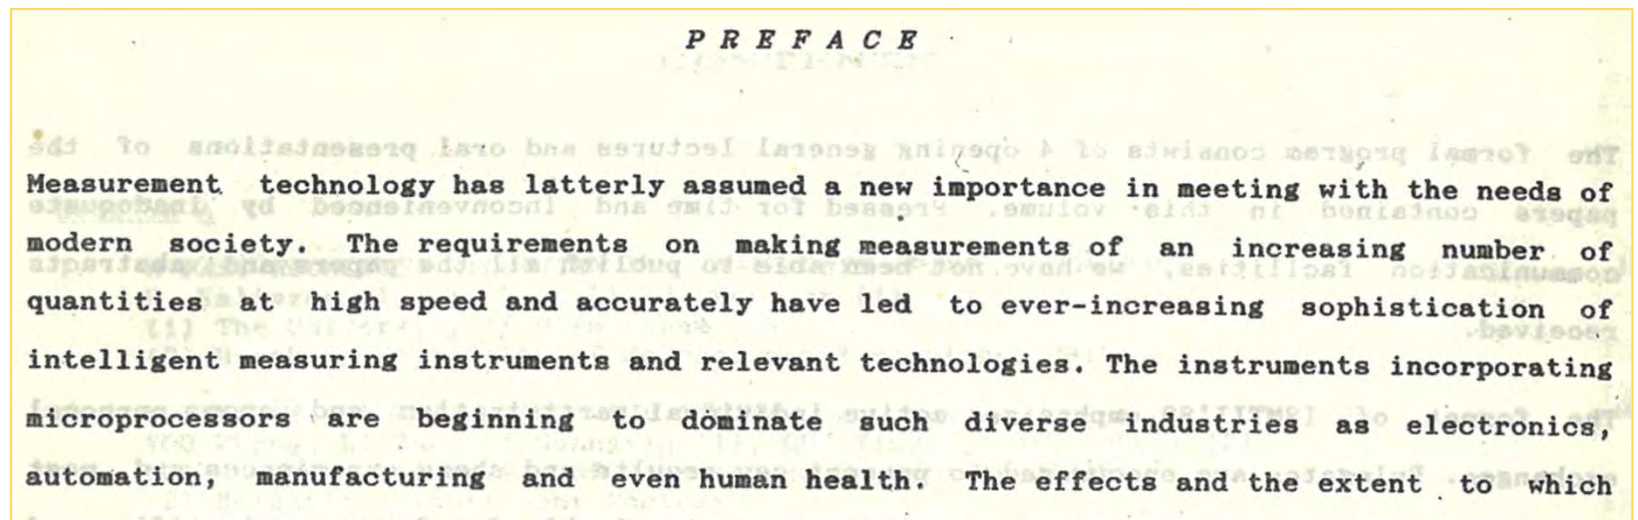 PREFACE
Measurement technology has latterly assumed a new importance in meeting with the needs of
modern society. The requirements on making measurements of an increasing number of
quantities at high speed and accurately have led to ever-increasing sophistication of
intelligent measuring instruments and relevant technologies. The instruments incorporating
microprocessors are beginning to dominate such diverse industries as electronics,
automation, manufacturing and even human health. The effects and the extent to which